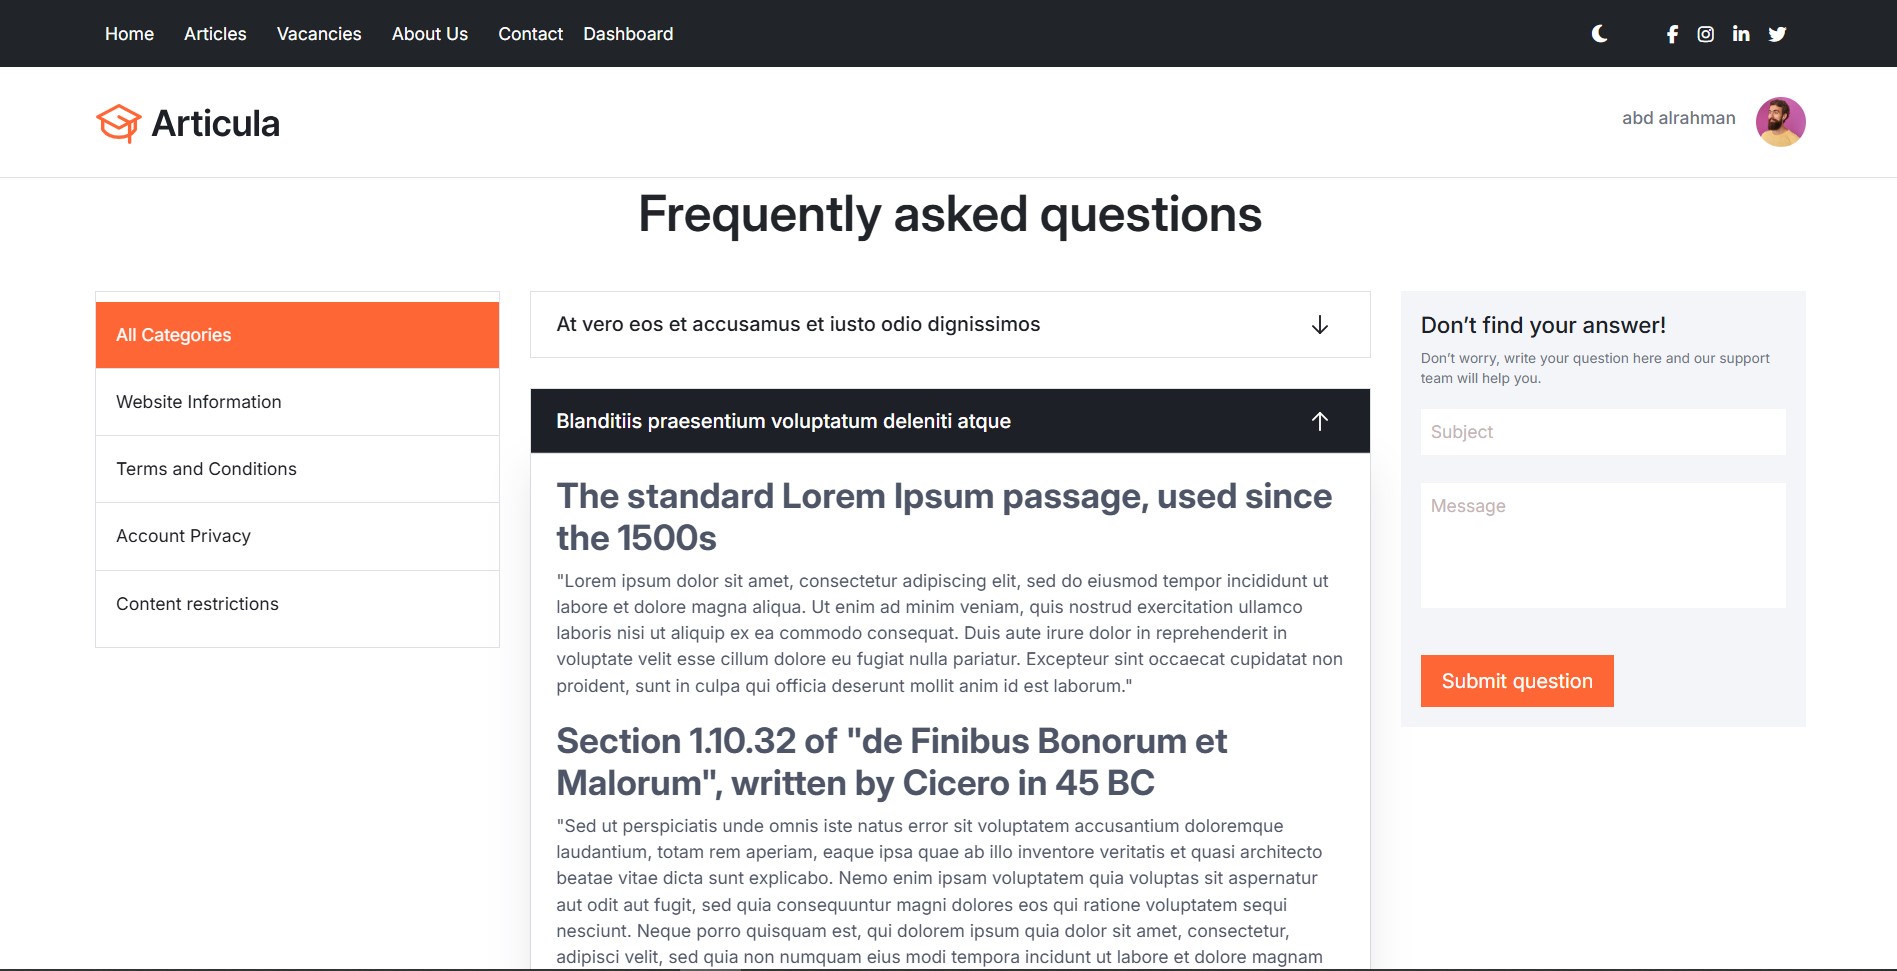 Home Articles Vacancies About Us Contact Dashboard
Articula
abd alrahman
Frequently asked questions
All Categories
Website Information
Terms and Conditions
Account Privacy
Content restrictions
At vero eos et accusamus et iusto odio dignissimos
Blanditiis praesentium voluptatum deleniti atque
The standard Lorem Ipsum passage, used since
the 1500s
"Lorem ipsum dolor sit amet, consectetur adipiscing elit, sed do eiusmod tempor incididunt ut
labore et dolore magna aliqua. Ut enim ad minim veniam, quis nostrud exercitation ullamco
laboris nisi ut aliquip ex ea commodo consequat. Duis aute irure dolor in reprehenderit in
voluptate velit esse cillum dolore eu fugiat nulla pariatur. Excepteur sint occaecat cupidatat non
proident, sunt in culpa qui officia deserunt mollit anim id est laborum."
Section 1.10.32 of "de Finibus Bonorum et
Malorum", written by Cicero in 45 BC
"Sed ut perspiciatis unde omnis iste natus error sit voluptatem accusantium doloremque
laudantium, totam rem aperiam, eaque ipsa quae ab illo inventore veritatis et quasi architecto
beatae vitae dicta sunt explicabo. Nemo enim ipsam voluptatem quia voluptas sit aspernatur
aut odit aut fugit, sed quia consequuntur magni dolores eos qui ratione voluptatem sequi
nesciunt. Neque porro quisquam est, qui dolorem ipsum quia dolor sit amet, consectetur,
adipisci velit, sed quia non numquam eius modi tempora incidunt ut labore et dolore magnam
Don’t find your answer!
Don’t worry, write your question here and our support
team will help you.
Subject
Message
Submit question